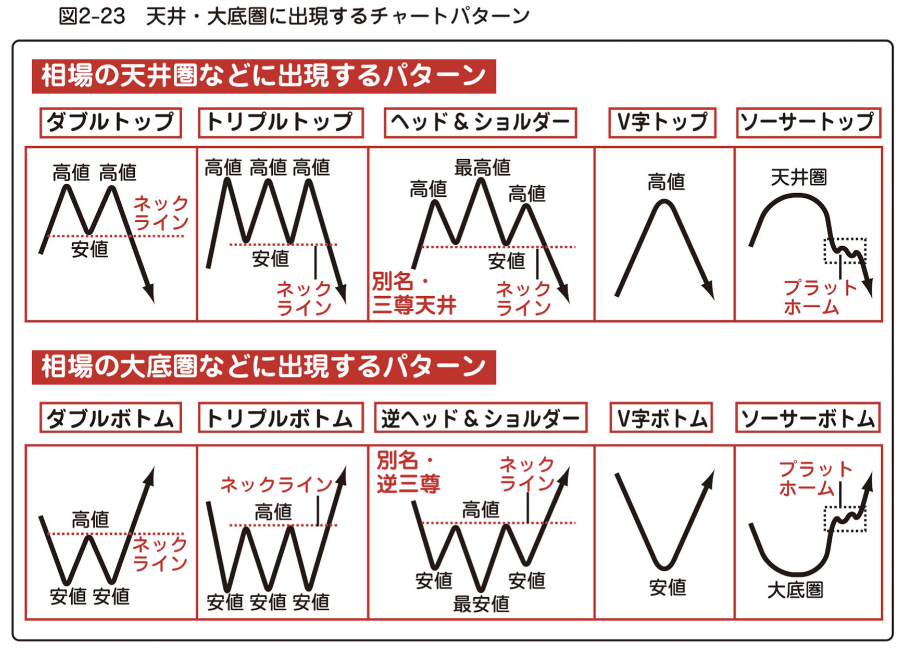 図2-23　天井・大底圏に出現するチャートパターン
相場の天井圏などに出現するパターン
ダブルトップ
トリプルトップ
ヘッド＆ショルダー
V字トップ
ソーサートップ
高値 高値
ネック
ライン
安値
高値 高値 高値
安値
ネック
ライン
最高値
高値
高値
安値
別名・
三尊天井
ネック
ライン
高値
天井圏
プラット
ホーム
相場の大底圏などに出現するパターン
ダブルボトム
トリプルボトム
逆ヘッド＆ショルダー
V字ボトム
ソーサーボトム
高値
ネック
ライン
安値 安値
ネックライン
高値
安値 安値 安値
別名・
逆三尊
ネック
ライン
高値
安値
安値
最安値
安値
プラット
ホーム
大底圏